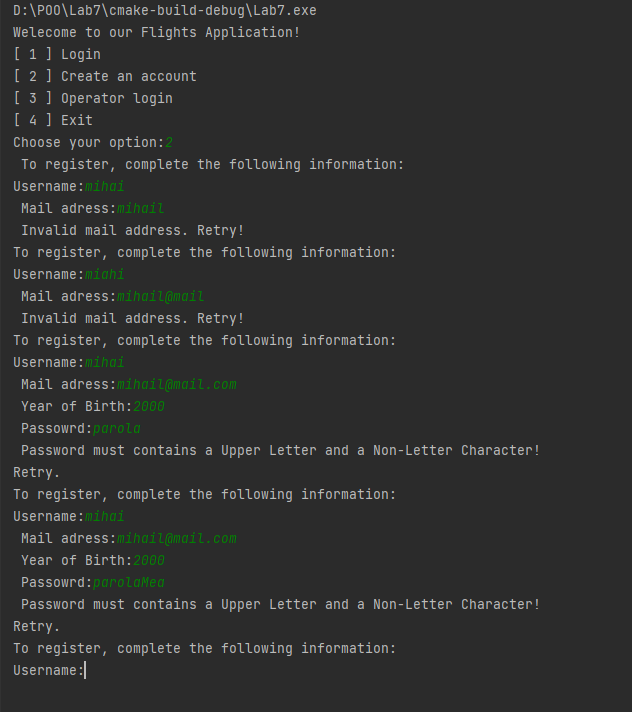 D:\POO\Lab7\cmake-build-debug\Lab7.exe
Welecome to our Flights Application!
[ 1 ] Login
[ 2 ] Create an account
[ 3 ] Operator login
[ 4 ] Exit
Choose your option:2
To register, complete the following information:
Username:mihai
Mail adress:mihail
Invalid mail address. Retry!
To register, complete the following information:
Username:miahi
Mail adress:mihail@mail
Invalid mail address. Retry!
To register, complete the following information:
Username:mihai
Mail adress:mihail@mail.com
Year of Birth:2000
Passowrd:parola
Password must contains a Upper Letter and a Non-Letter Character!
Retry.
To register, complete the following information:
Username:mihai
Mail adress:mihail@mail.com
Year of Birth:2000
Passowrd:parolaMea
Password must contains a Upper Letter and a Non-Letter Character!
Retry.
To register, complete the following information:
Username: